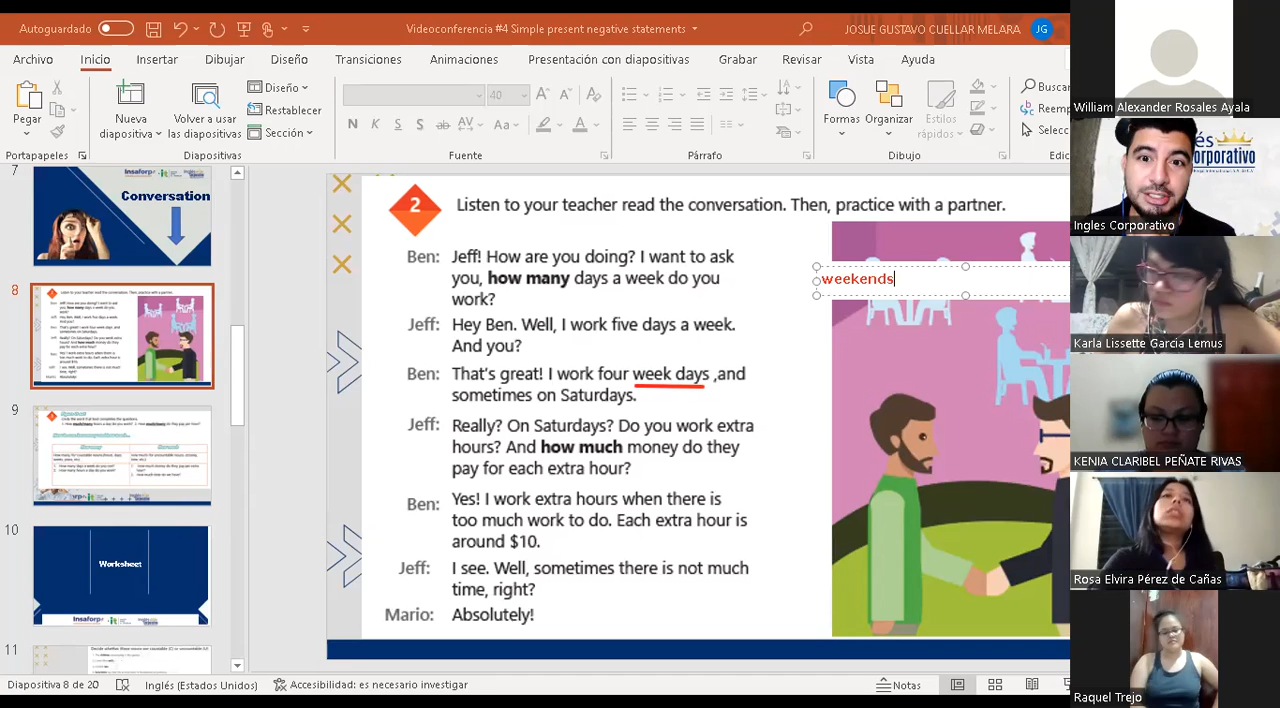 Autoguardado
Videoconferencia #4 Simple present negative statements
JOSUE GUSTAVO CUELLAR MELARA
JG
Archivo
Inicio
Insertar
Dibujar
Diseño
Transiciones
Animaciones
Presentación con diapositivas
Grabar
Revisar
Vista
Ayuda
Pegar
Nueva
diapositiva
Volver a usar
las diapositivas
Diseño
Restablecer
Sección
40
N K S S ab AV Aa A
Formas
Organizar
Estilos
rápidos
Buscar
Reemp
Selecc
Portapapeles
Diapositivas
Fuente
Párrafo
Dibujo
Edic
7
Conversation
8
9
10
Worksheet
11
2
Listen to your teacher read the conversation. Then, practice with a partner.
Ben: Jeff! How are you doing? I want to ask
you, how many days a week do you
work?
Jeff: Hey Ben. Well, I work five days a week.
And you?
Ben: That's great! I work four week days ,and
sometimes on Saturdays.
Jeff: Really? On Saturdays? Do you work extra
hours? And how much money do they
pay for each extra hour?
Ben: Yes! I work extra hours when there is
too much work to do. Each extra hour is
around $10.
Jeff: I see. Well, sometimes there is not much
time, right?
Mario: Absolutely!
weekends
Diapositiva 8 de 20
Inglés (Estados Unidos)
Accesibilidad: es necesario investigar
Notas
William Alexander Rosales Ayala
és
orporativo
Ingles Corporativo
Karla Lissette Garcia Lemus
KENIA CLARIBEL PEÑATE RIVAS
Rosa Elvira Pérez de Cañas
Raquel Trejo